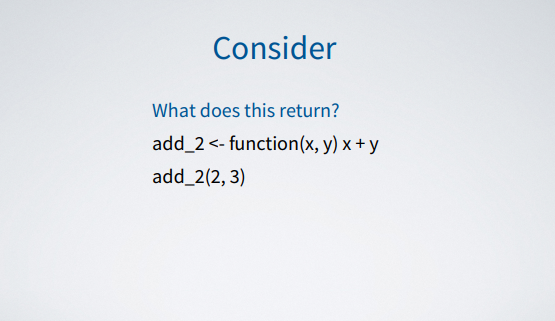 Consider
What does this return?
add_2 <- function(x, y) x + y
add_2(2, 3)